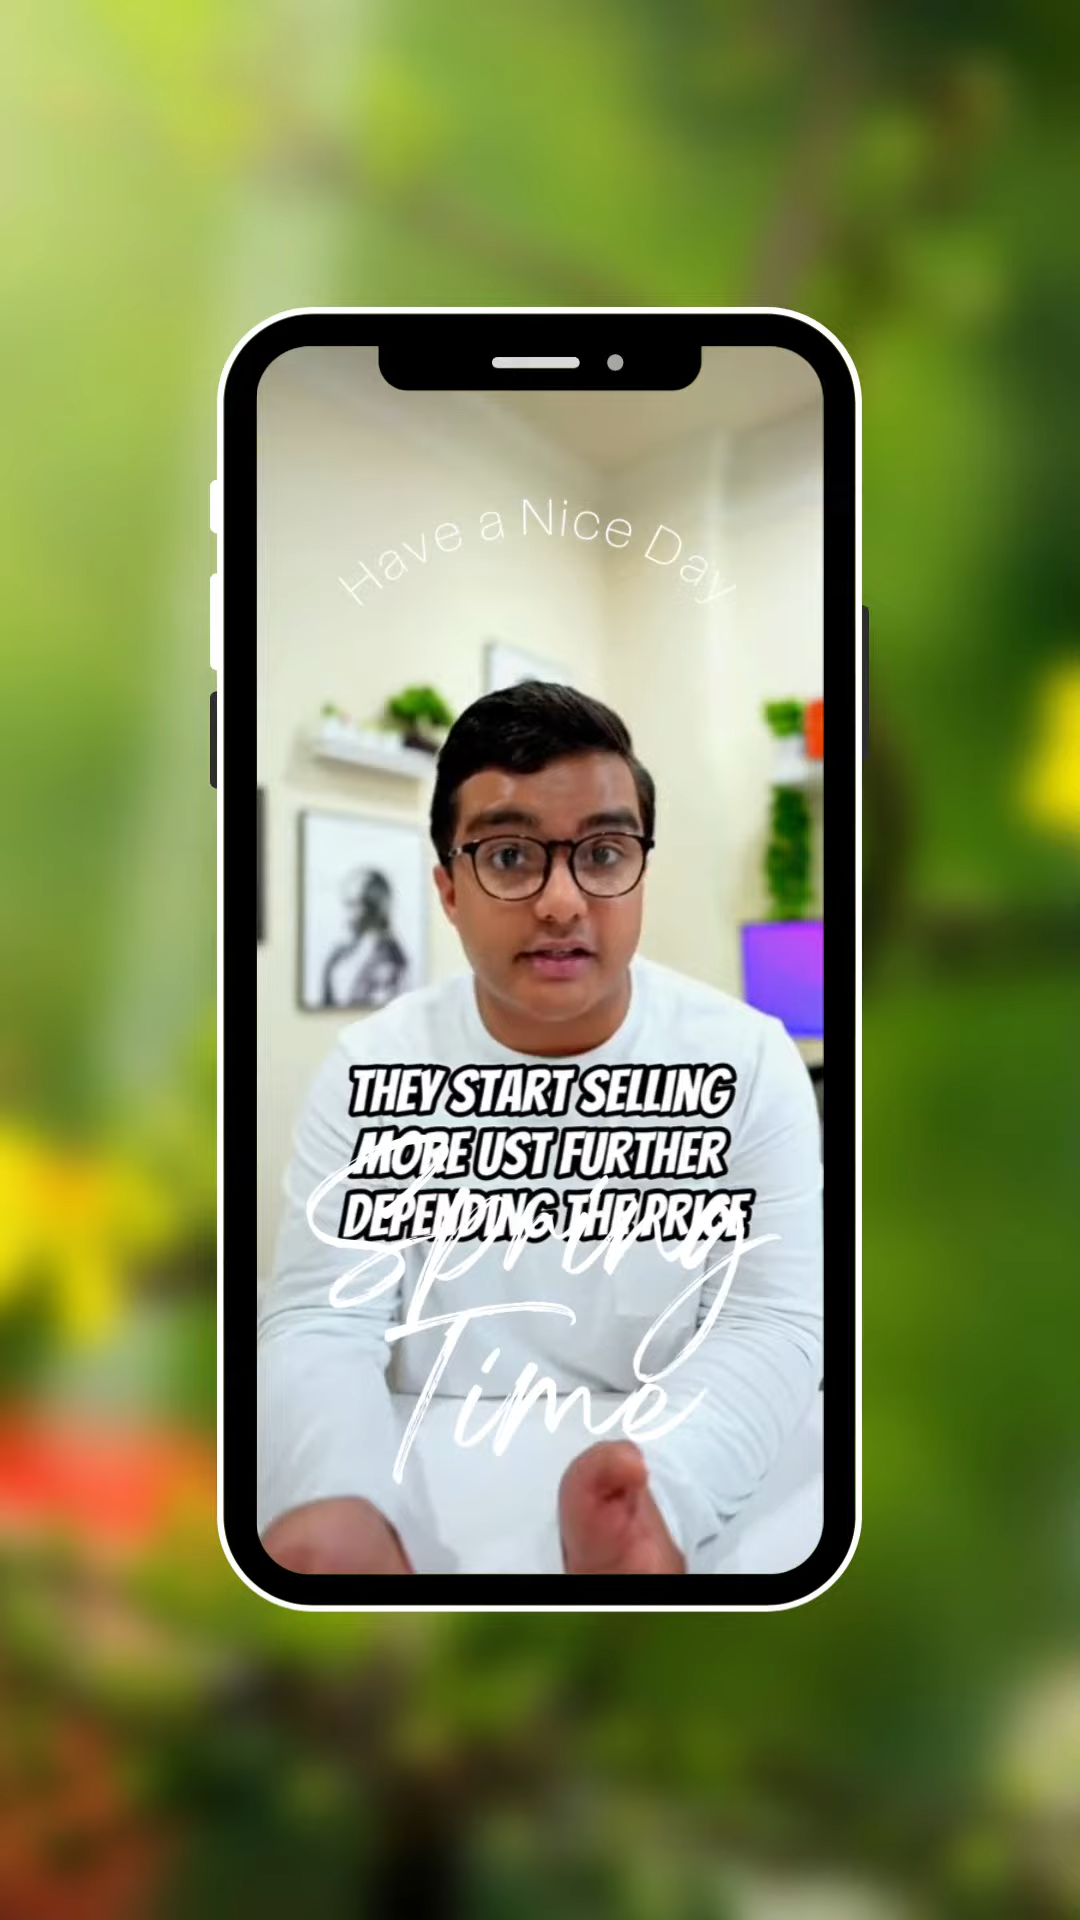 Have a Nice Day
THEY START SELLING
MORE UST FURTHER
DEPENDING THE PRICE
Spring
Time